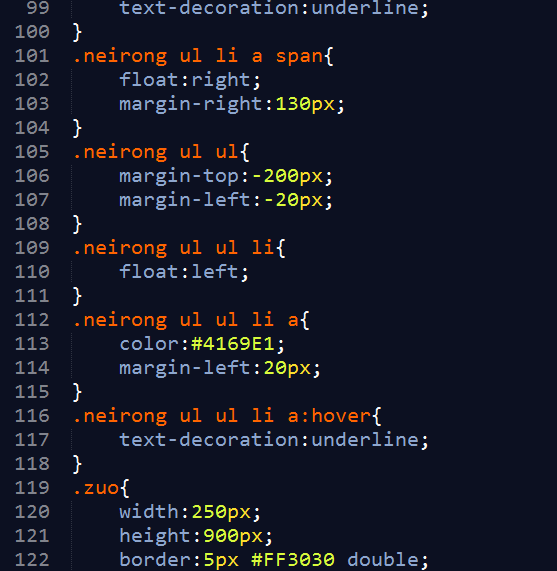 99 text-decoration:underline;
100 }
101 .neirong ul li a span{
102 float:right;
103 margin-right:130px;
104 }
105 .neirong ul ul{
106 margin-top:-200px;
107 margin-left:-20px;
108 }
109 .neirong ul ul li{
110 float:left;
111 }
112 .neirong ul ul li a{
113 color:#4169E1;
114 margin-left:20px;
115 }
116 .neirong ul ul li a:hover{
117 text-decoration:underline;
118 }
119 .zuo{
120 width:250px;
121 height:900px;
122 border:5px #FF3030 double;